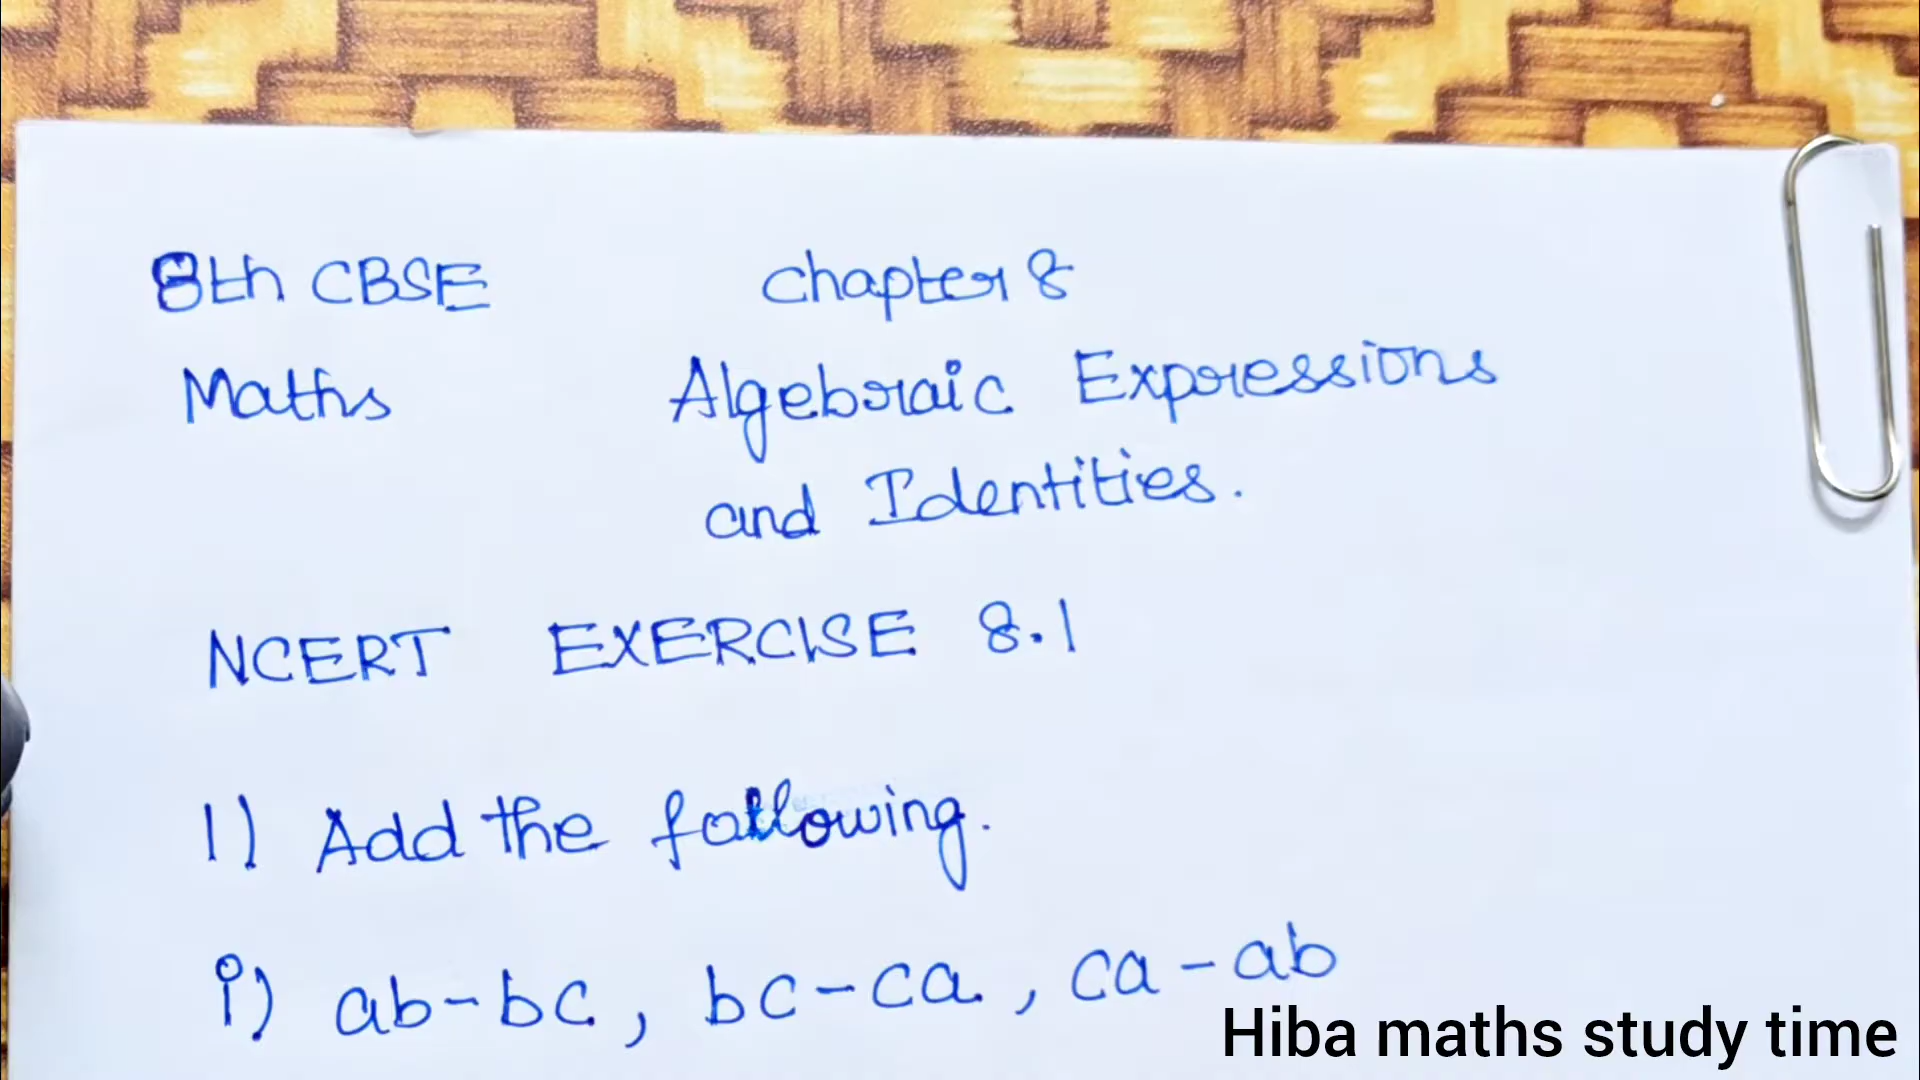 8th CBSE Chapter 8
Maths Algebraic Expressions
and Identities.
NCERT EXERCISE 8.1
1) Add the following.
i) ab-bc, bc-ca, ca-ab
Hiba maths study time